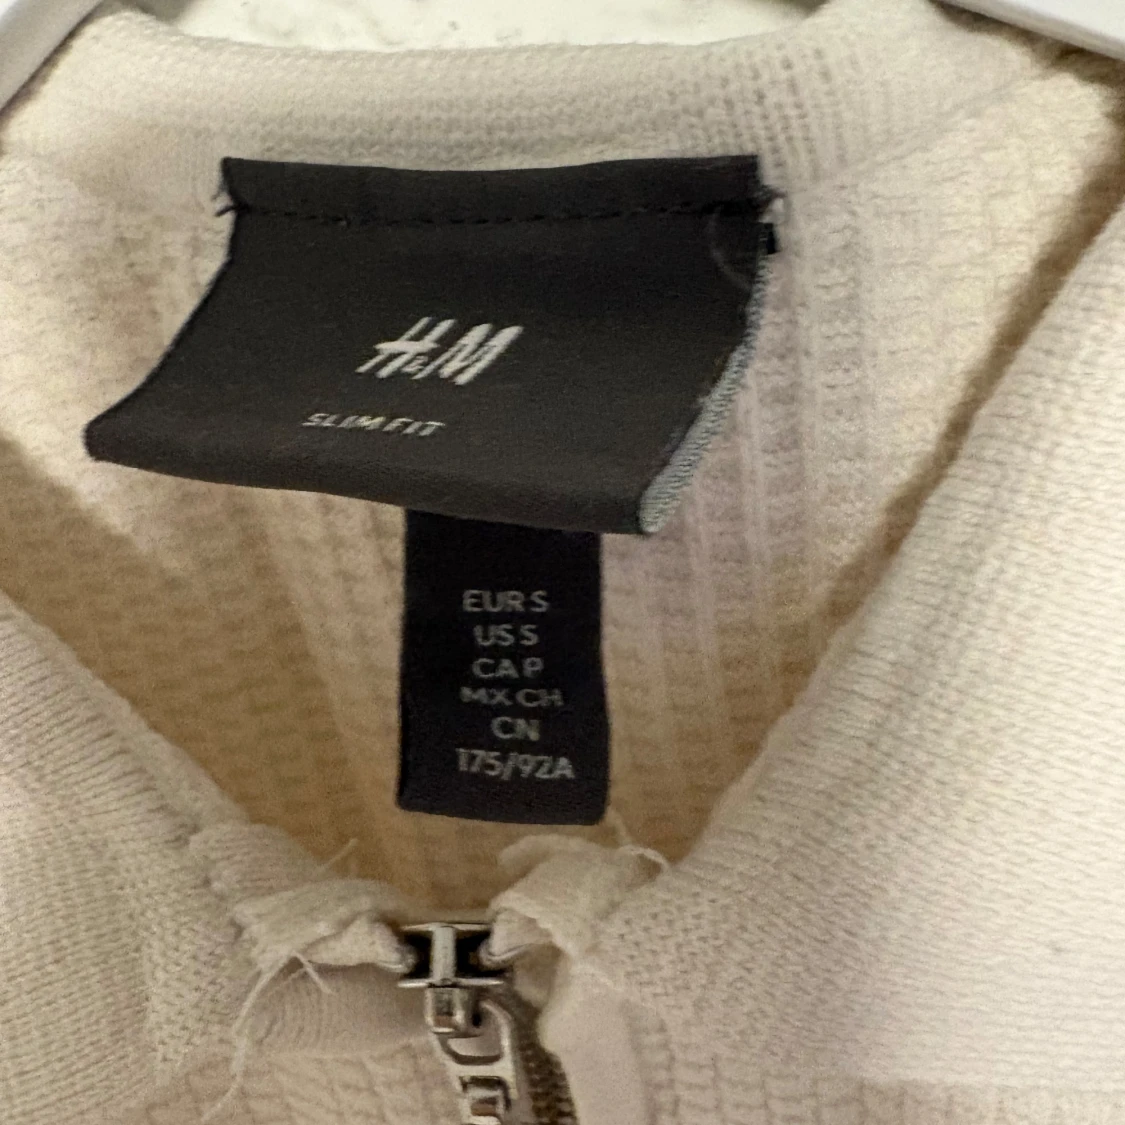 H&M
SLIM FIT
EUR S
US S
CA P
MX CH
CN
175/92A